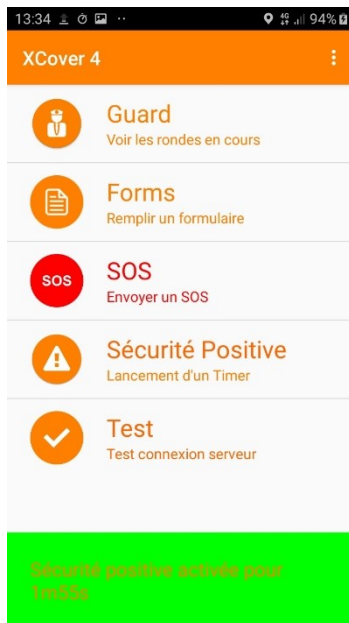 13:34 4G 94%
XCover 4
Guard
Voir les rondes en cours
Forms
Remplir un formulaire
SOS
SOS
Envoyer un SOS
Sécurité Positive
Lancement d'un Timer
Test
Test connexion serveur
Sécurité positive activée pour
1m55s